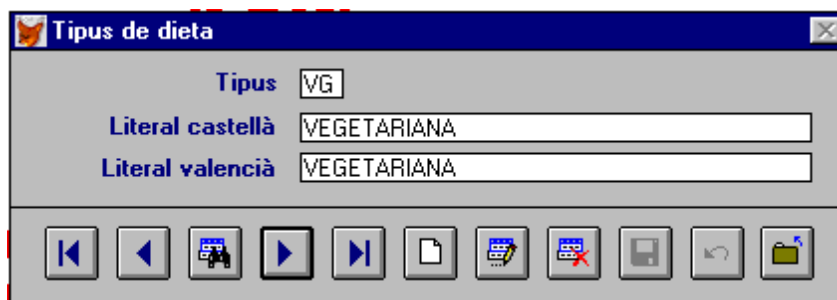 Tipus de dieta
Tipus VG
Literal castellà VEGETARIANA
Literal valencià VEGETARIANA